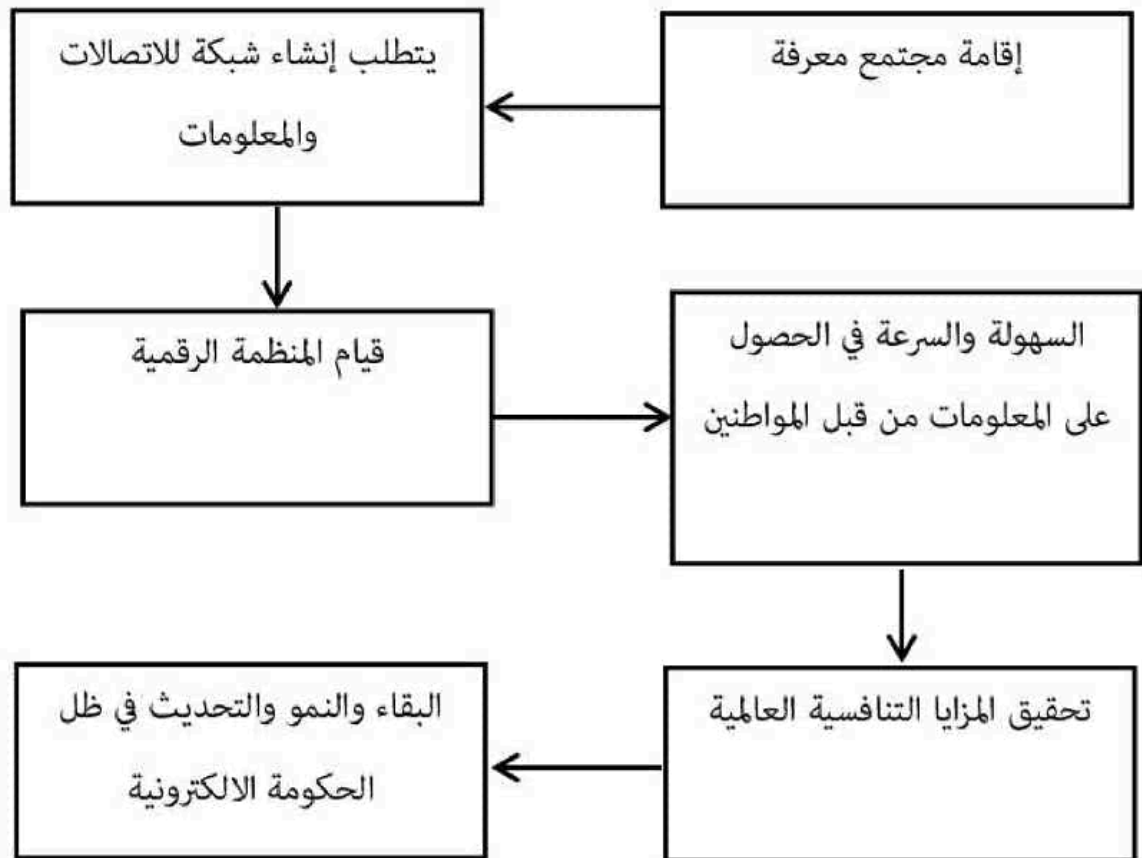 إقامة مجتمع معرفة
يتطلب إنشاء شبكة للاتصالات
والمعلومات
قيام المنظمة الرقمية
السهولة والسرعة في الحصول
على المعلومات من قبل المواطنين
تحقيق المزايا التنافسية العالمية
البقاء والنمو والتحديث في ظل
الحكومة الالكترونية